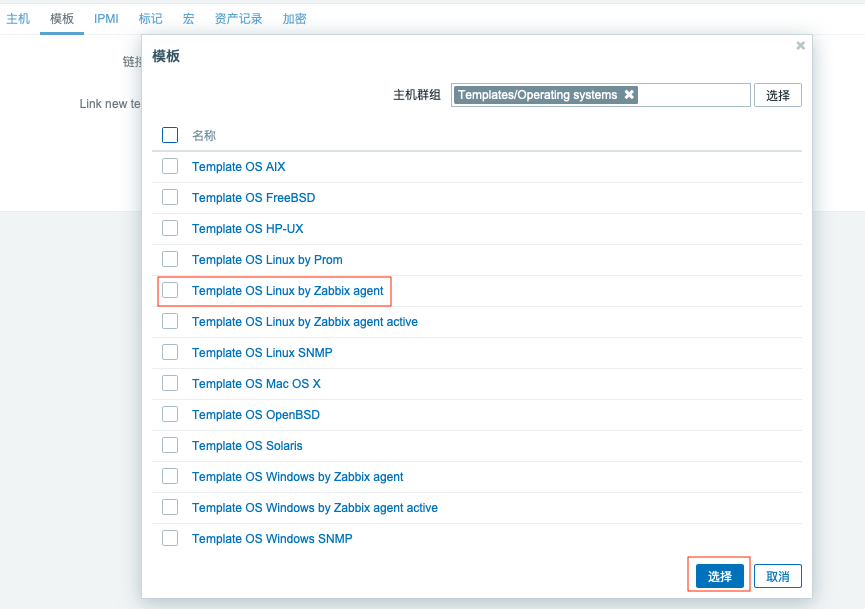 主机 模板 IPMI 标记 宏 资产记录 加密
模板
主机群组 Templates/Operating systems 选择
Link new te
名称
Template OS AIX
Template OS FreeBSD
Template OS HP-UX
Template OS Linux by Prom
Template OS Linux by Zabbix agent
Template OS Linux by Zabbix agent active
Template OS Linux SNMP
Template OS Mac OS X
Template OS OpenBSD
Template OS Solaris
Template OS Windows by Zabbix agent
Template OS Windows by Zabbix agent active
Template OS Windows SNMP
选择 取消